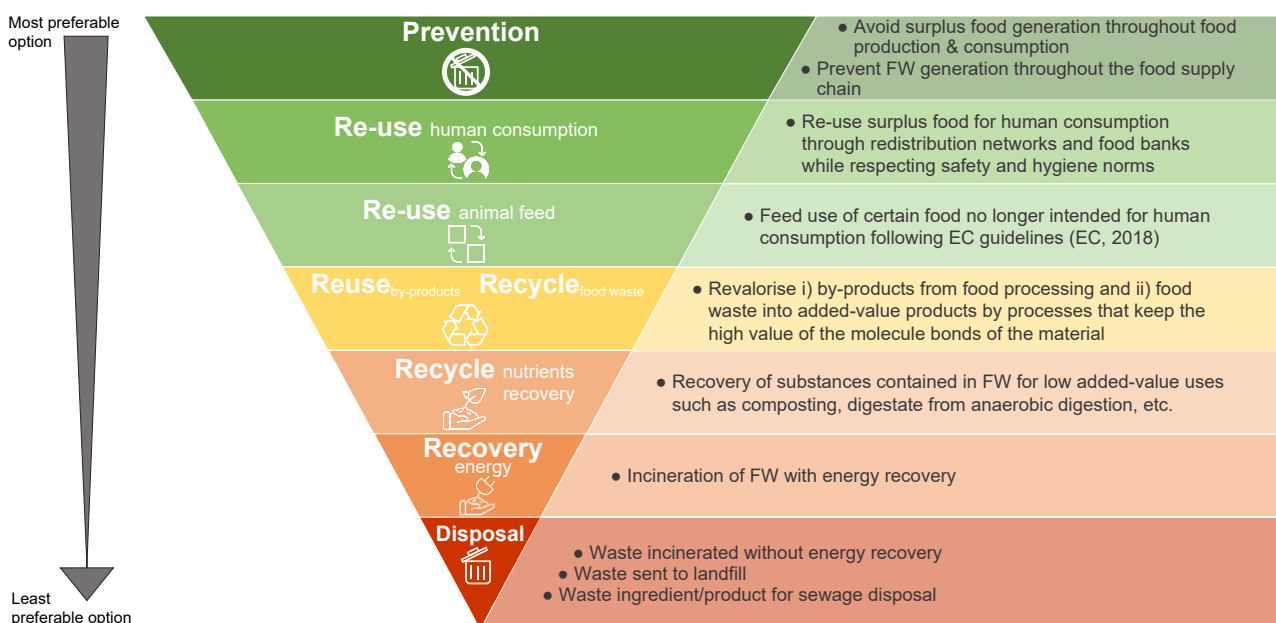 Most preferable
option
Prevention
● Avoid surplus food generation throughout food
production & consumption
● Prevent FW generation throughout the food supply
chain
Re-use human consumption
● Re-use surplus food for human consumption
through redistribution networks and food banks
while respecting safety and hygiene norms
Re-use animal feed
● Feed use of certain food no longer intended for human
consumption following EC guidelines (EC, 2018)
Reuse by-products Recycle food waste
● Revalorise i) by-products from food processing and ii) food
waste into added-value products by processes that keep the
high value of the molecule bonds of the material
Recycle nutrients
recovery
● Recovery of substances contained in FW for low added-value uses
such as composting, digestate from anaerobic digestion, etc.
Recovery
energy
● Incineration of FW with energy recovery
Disposal
● Waste incinerated without energy recovery
● Waste sent to landfill
● Waste ingredient/product for sewage disposal
Least
preferable option